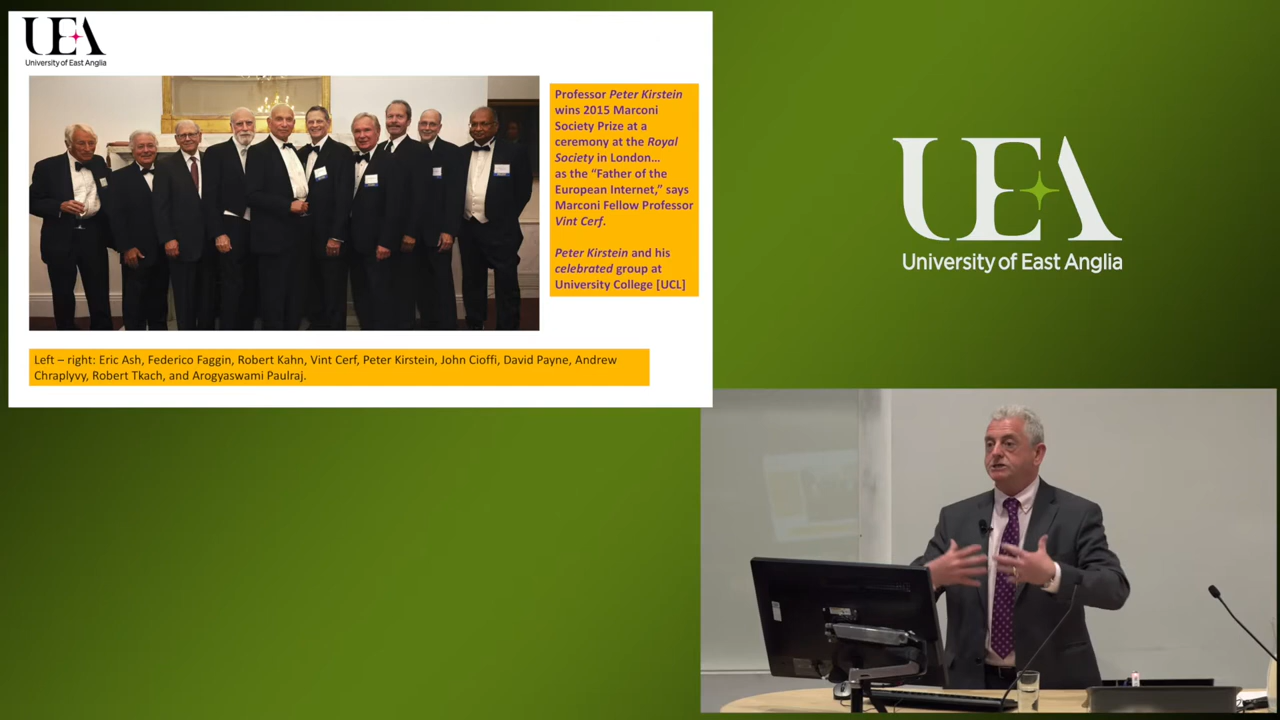 UEA
University of East Anglia
Professor Peter Kirstein
wins 2015 Marconi
Society Prize at a
ceremony at the Royal
Society in London...
as the “Father of the
European Internet,” says
Marconi Fellow Professor
Vint Cerf.
Peter Kirstein and his
celebrated group at
University College [UCL]
Left – right: Eric Ash, Federico Faggin, Robert Kahn, Vint Cerf, Peter Kirstein, John Cioffi, David Payne, Andrew
Chraplyvy, Robert Tkach, and Arogyaswami Paulraj.
UEA
University of East Anglia